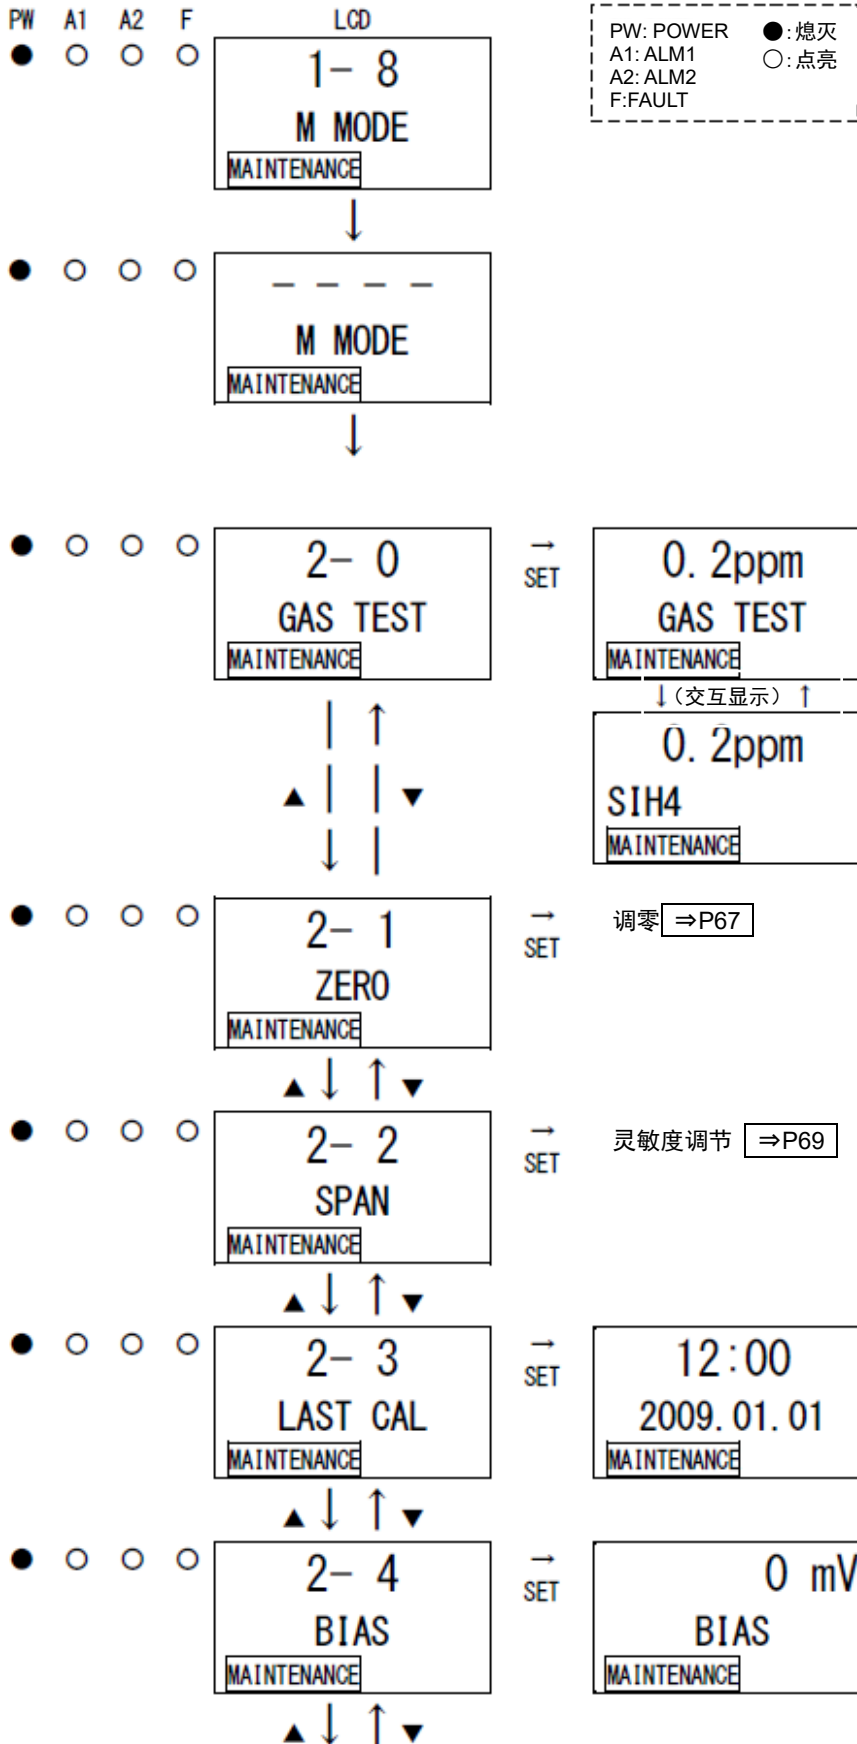 PW A1 A2 F LCD
PW: POWER ●:熄灭
A1: ALM1 ○:点亮
A2: ALM2
F:FAULT
● ○ ○ ○ 1- 8
M MODE
MAINTENANCE
↓
● ○ ○ ○ - - - -
M MODE
MAINTENANCE
↓
● ○ ○ ○ 2- 0 → 0. 2ppm
SET
GAS TEST GAS TEST
MAINTENANCE MAINTENANCE
↓(交互显示) ↑
0. 2ppm
▲ ▼
SIH4
MAINTENANCE
● ○ ○ ○ 2- 1 → 调零 ⇒P67
SET
ZERO
MAINTENANCE
▲ ↓ ↑ ▼
● ○ ○ ○ 2- 2 → 灵敏度调节 ⇒P69
SET
SPAN
MAINTENANCE
▲ ↓ ↑ ▼
● ○ ○ ○ 2- 3 → 12:00
SET
LAST CAL 2009. 01. 01
MAINTENANCE MAINTENANCE
▲ ↓ ↑ ▼
● ○ ○ ○ 2- 4 → 0 mV
SET
BIAS BIAS
MAINTENANCE MAINTENANCE
▲ ↓ ↑ ▼